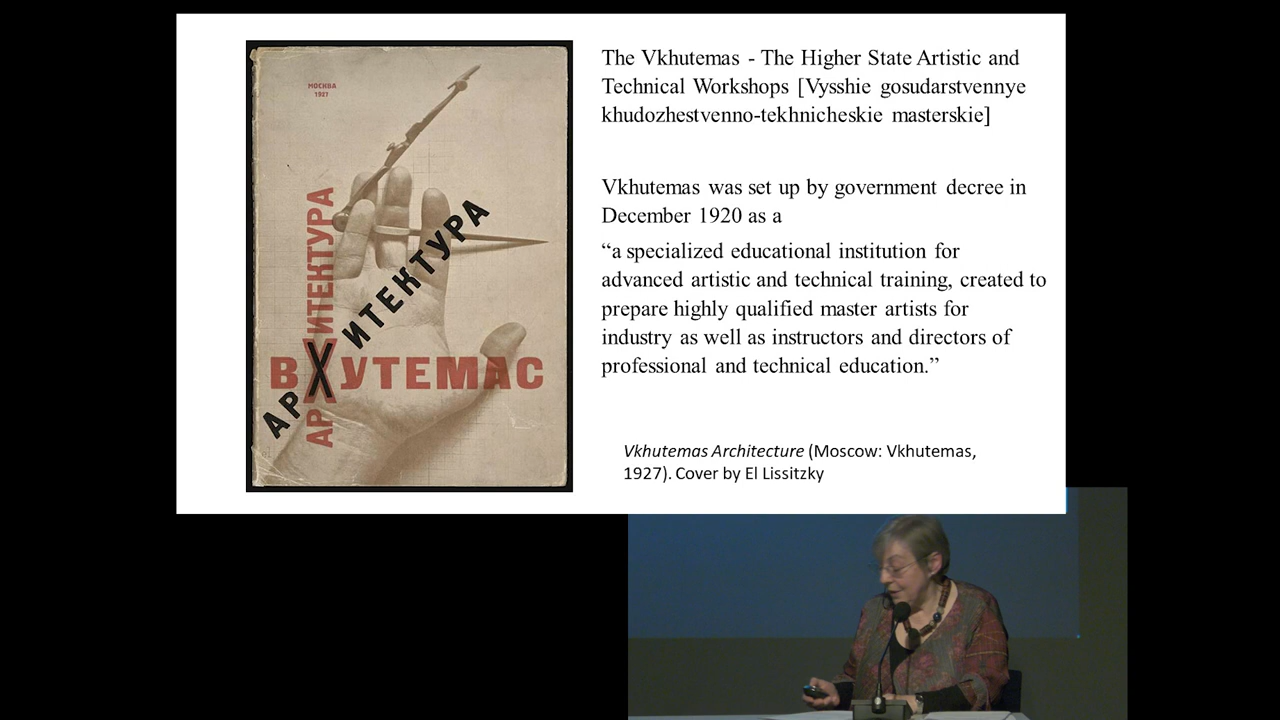 МОСКВА
1927
АРХИТЕКТУРА
АРХИТЕКТУРА
ВХУТЕМАС
The Vkhutemas - The Higher State Artistic and
Technical Workshops [Vysshie gosudarstvennye
khudozhestvenno-tekhnicheskie masterskie]
Vkhutemas was set up by government decree in
December 1920 as a
“a specialized educational institution for
advanced artistic and technical training, created to
prepare highly qualified master artists for
industry as well as instructors and directors of
professional and technical education.”
Vkhutemas Architecture (Moscow: Vkhutemas,
1927). Cover by El Lissitzky